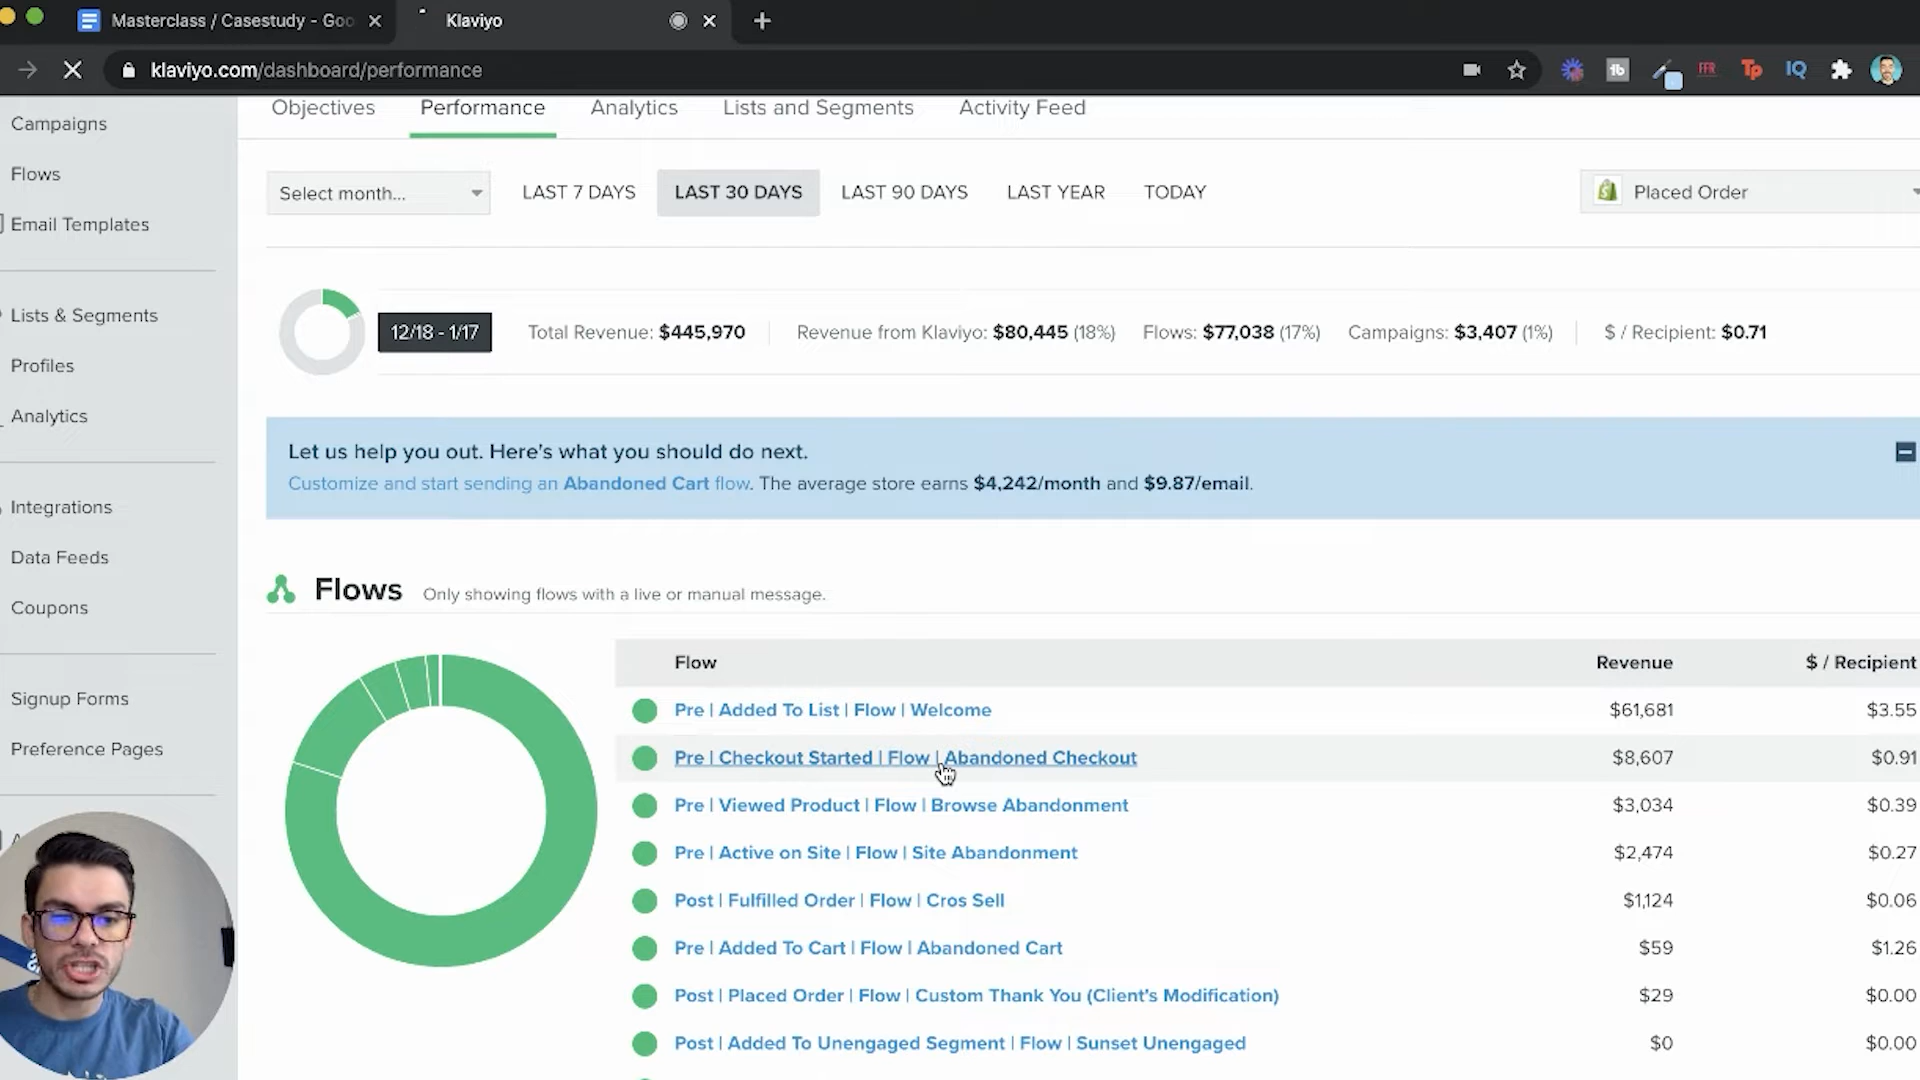 Masterclass / Casestudy - Goo
Klaviyo
klaviyo.com/dashboard/performance
tb
FFR
Tp
IQ
Objectives
Performance
Analytics
Lists and Segments
Activity Feed
Campaigns
Flows
Email Templates
Lists & Segments
Profiles
Analytics
Integrations
Data Feeds
Coupons
Signup Forms
Preference Pages
Select month...
LAST 7 DAYS
LAST 30 DAYS
LAST 90 DAYS
LAST YEAR
TODAY
Placed Order
12/18 - 1/17
Total Revenue: $445,970
Revenue from Klaviyo: $80,445 (18%)
Flows: $77,038 (17%)
Campaigns: $3,407 (1%)
$ / Recipient: $0.71
Let us help you out. Here's what you should do next.
Customize and start sending an Abandoned Cart flow. The average store earns $4,242/month and $9.87/email.
Flows
Only showing flows with a live or manual message.
Flow Revenue $ / Recipient
Pre | Added To List | Flow | Welcome $61,681 $3.55
Pre | Checkout Started | Flow | Abandoned Checkout $8,607 $0.91
Pre | Viewed Product | Flow | Browse Abandonment $3,034 $0.39
Pre | Active on Site | Flow | Site Abandonment $2,474 $0.27
Post | Fulfilled Order | Flow | Cros Sell $1,124 $0.06
Pre | Added To Cart | Flow | Abandoned Cart $59 $1.26
Post | Placed Order | Flow | Custom Thank You (Client's Modification) $29 $0.00
Post | Added To Unengaged Segment | Flow | Sunset Unengaged $0 $0.00